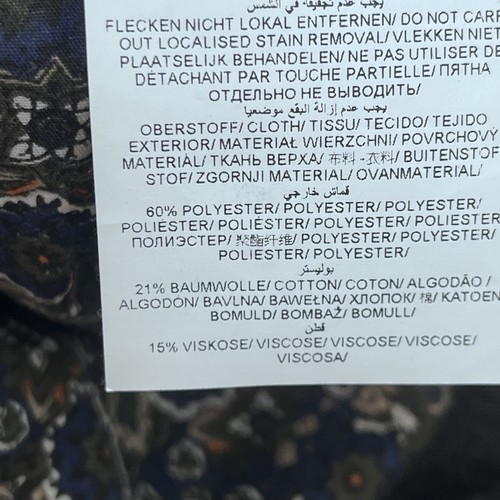 يجب عدم تجفيفه في الشمس
FLECKEN NICHT LOKAL ENTFERNEN/ DO NOT CARR
OUT LOCALISED STAIN REMOVAL/ VLEKKEN NIET
PLAATSELIJK BEHANDELEN/ NE PAS UTILISER DE
DÉTACHANT PAR TOUCHE PARTIELLE/ ПЯТНА
ОТДЕЛЬНО НЕ ВЫВОДИТЬ/
يجب عدم إزالة البقع موضعيا
OBERSTOFF/ CLOTH/ TISSU/ TECIDO/ TEJIDO
EXTERIOR/ MATERIAŁ WIERZCHNI/ POVRCHOVÝ
MATERIÁL/ ТКАНЬ ВЕРХА/ 布料 - 衣料/ BUITENSTOF
STOF/ ZGORNJI MATERIAL/ OVANMATERIAL/
قماش خارجي
60% POLYESTER/ POLYESTER/ POLYESTER/
POLIÉSTER/ POLIÉSTER/ POLIESTER/ POLIESTER
ПОЛИЭСТЕР/ 聚酯纤维/ POLYESTER/ POLYESTER/
POLIESTER/ POLYESTER/
بوليستر
21% BAUMWOLLE/ COTTON/ COTON/ ALGODÃO /
ALGODÓN/ BAVLNA/ BAWEŁNA/ ХЛОПОК/ 棉/ KATOEN
BOMULD/ BOMBAŽ/ BOMULL/
قطن
15% VISKOSE/ VISCOSE/ VISCOSE/ VISCOSE/
VISCOSA/